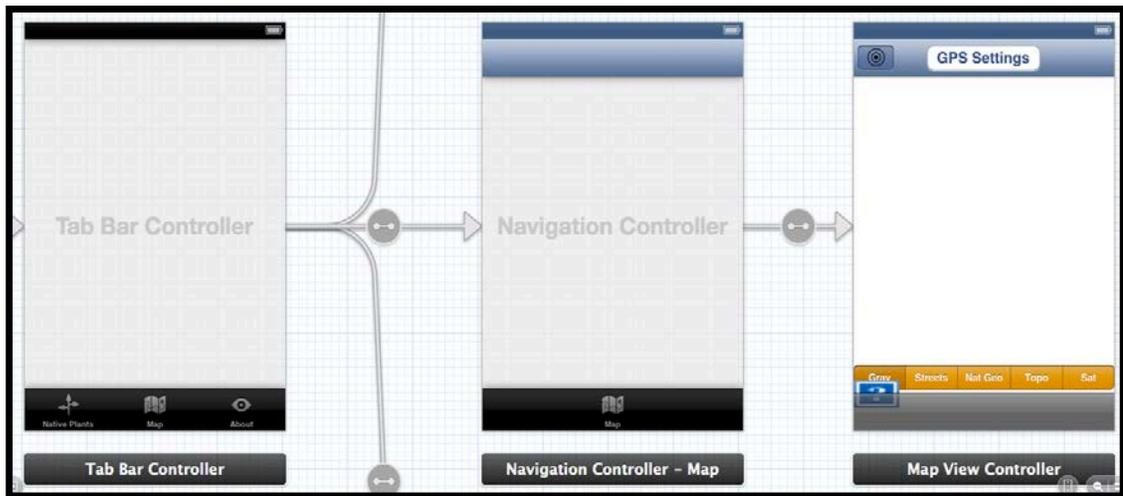 GPS Settings
Tab Bar Controller
Navigation Controller
Gray Streets Nat Geo Topo Sat
Native Plants Map About
Map
Tab Bar Controller
Navigation Controller - Map
Map View Controller